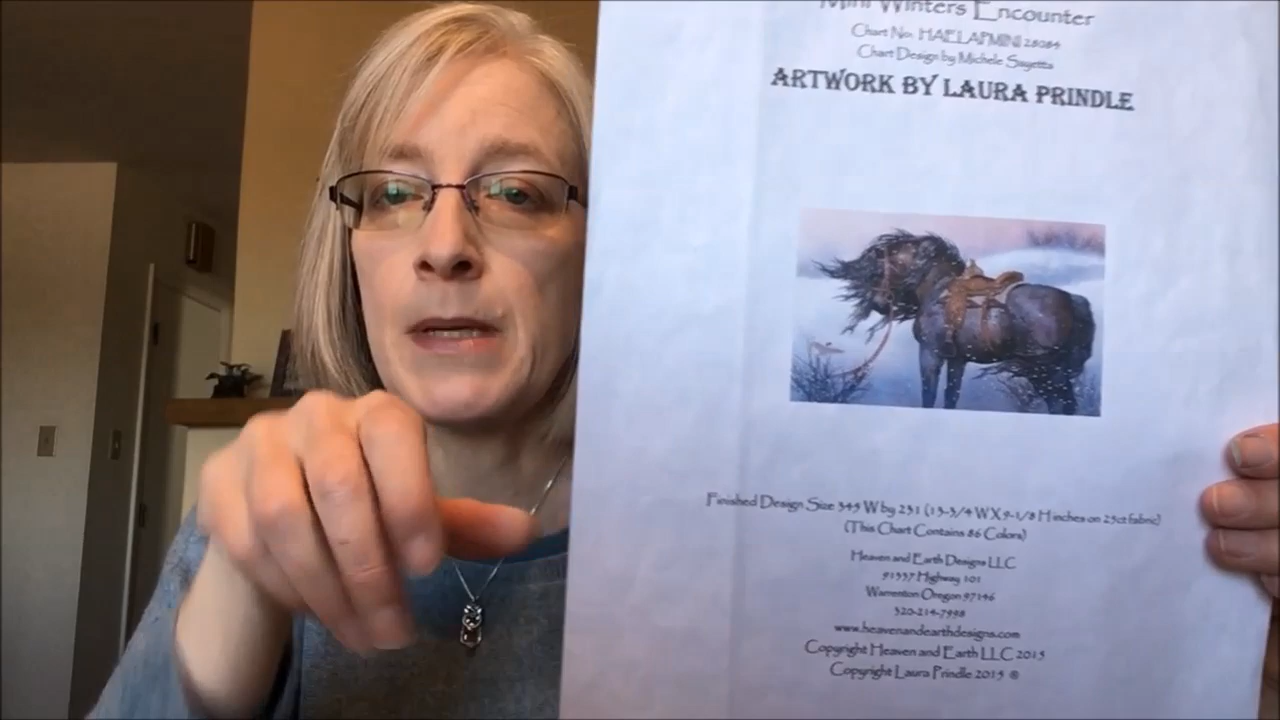 Mini Winters Encounter
Chart No: HAELAPMINI 28084
Chart Design by Michele Sayetta
ARTWORK BY LAURA PRINDLE
Finished Design Size 345 W by 231 (13-3/4 W X 9-1/8 H inches on 25ct fabric)
(This Chart Contains 86 Colors)
Heaven and Earth Designs LLC
91357 Highway 101
Warrenton Oregon 97146
520-214-7998
www.heavenandearthdesigns.com
Copyright Heaven and Earth LLC 2015
Copyright Laura Prindle 2015 ®